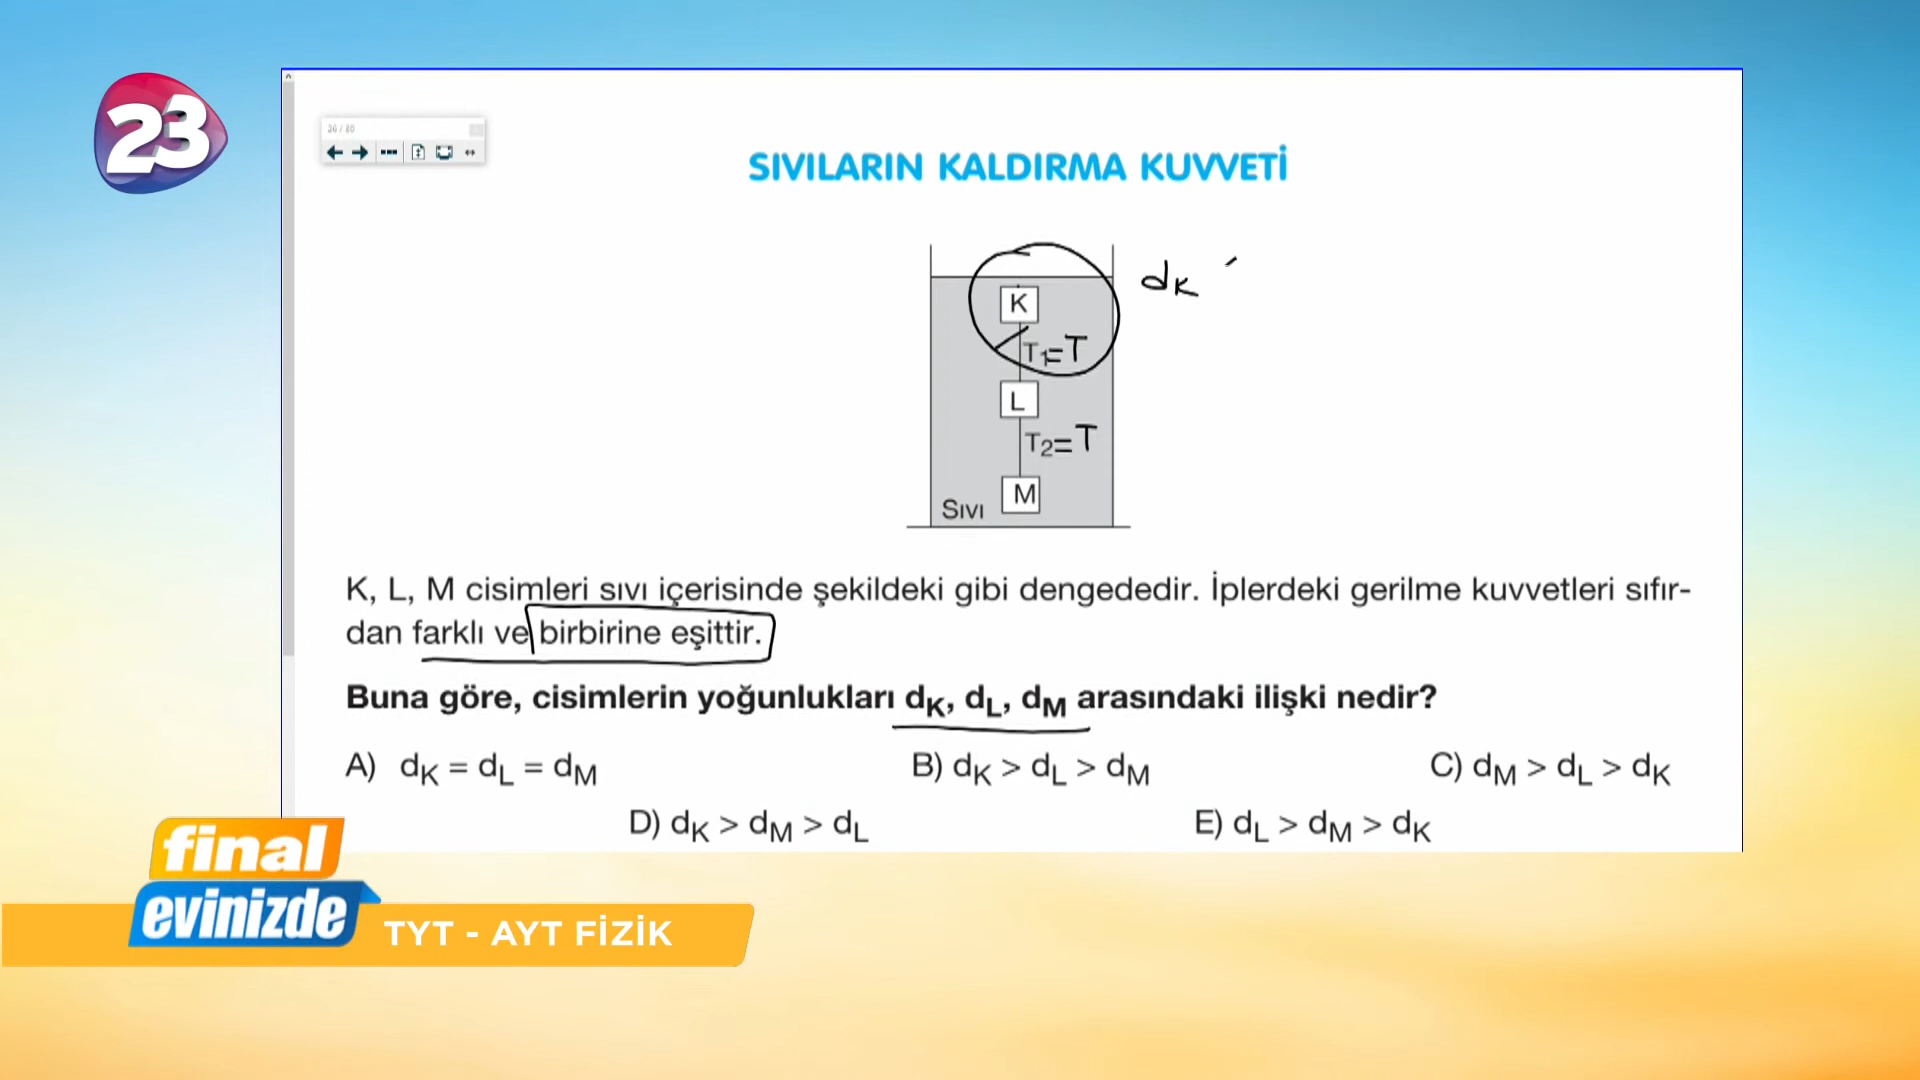 23
36 / 80
SIVILARIN KALDIRMA KUVVETİ
dK
K
T1=T
L
T2=T
M
Sıvı
K, L, M cisimleri sıvı içerisinde şekildeki gibi dengededir. İplerdeki gerilme kuvvetleri sıfır-
dan farklı ve birbirine eşittir.
Buna göre, cisimlerin yoğunlukları dK, dL, dM arasındaki ilişki nedir?
A) dK = dL = dM B) dK > dL > dM C) dM > dL > dK
D) dK > dM > dL E) dL > dM > dK
final
evinizde
TYT - AYT FİZİK